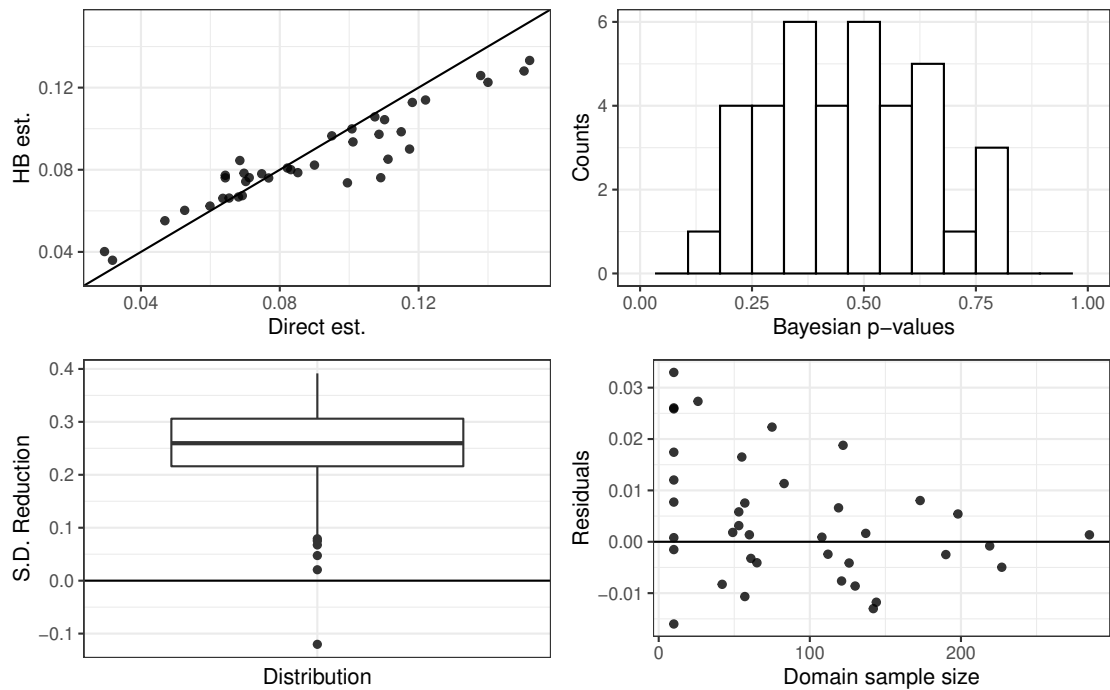 HB est.
0.12
0.08
0.04
0.04 0.08 0.12
Direct est.
Counts
6
4
2
0
0.00 0.25 0.50 0.75 1.00
Bayesian p−values
S.D. Reduction
0.4
0.3
0.2
0.1
0.0
−0.1
Distribution
Residuals
0.03
0.02
0.01
0.00
−0.01
0 100 200
Domain sample size